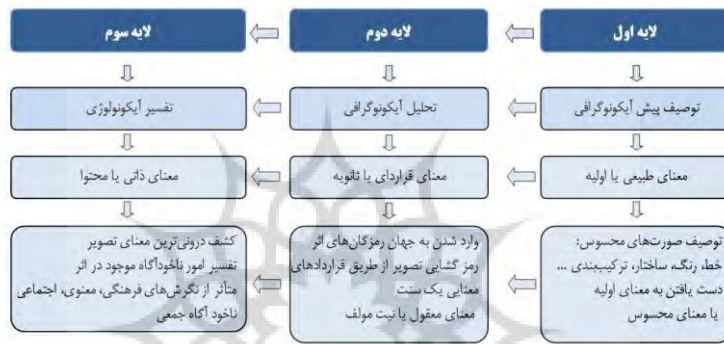 لایه اول
لایه دوم
لایه سوم
توصیف پیش آیکونوگرافی
تحلیل آیکونوگرافی
تفسیر آیکونولوژی
معنای طبیعی یا اولیه
معنای قراردای یا ثانویه
معنای ذاتی یا محتوا
توصیف صورت‌های محسوس:
خط، رنگ، ساختار، ترکیب‌بندی ...
دست یافتن به معنای اولیه
یا معنای محسوس
وارد شدن به جهان رمزگان‌های اثر
رمز گشایی تصویر از طریق قراردادهای
معنایی یک سنت
معنای معقول یا نیت مولف
کشف درونی‌ترین معنای تصویر
تفسیر امور ناخودآگاه موجود در اثر
متأثر از نگرش‌های فرهنگی، معنوی، اجتماعی
ناخود آگاه جمعی